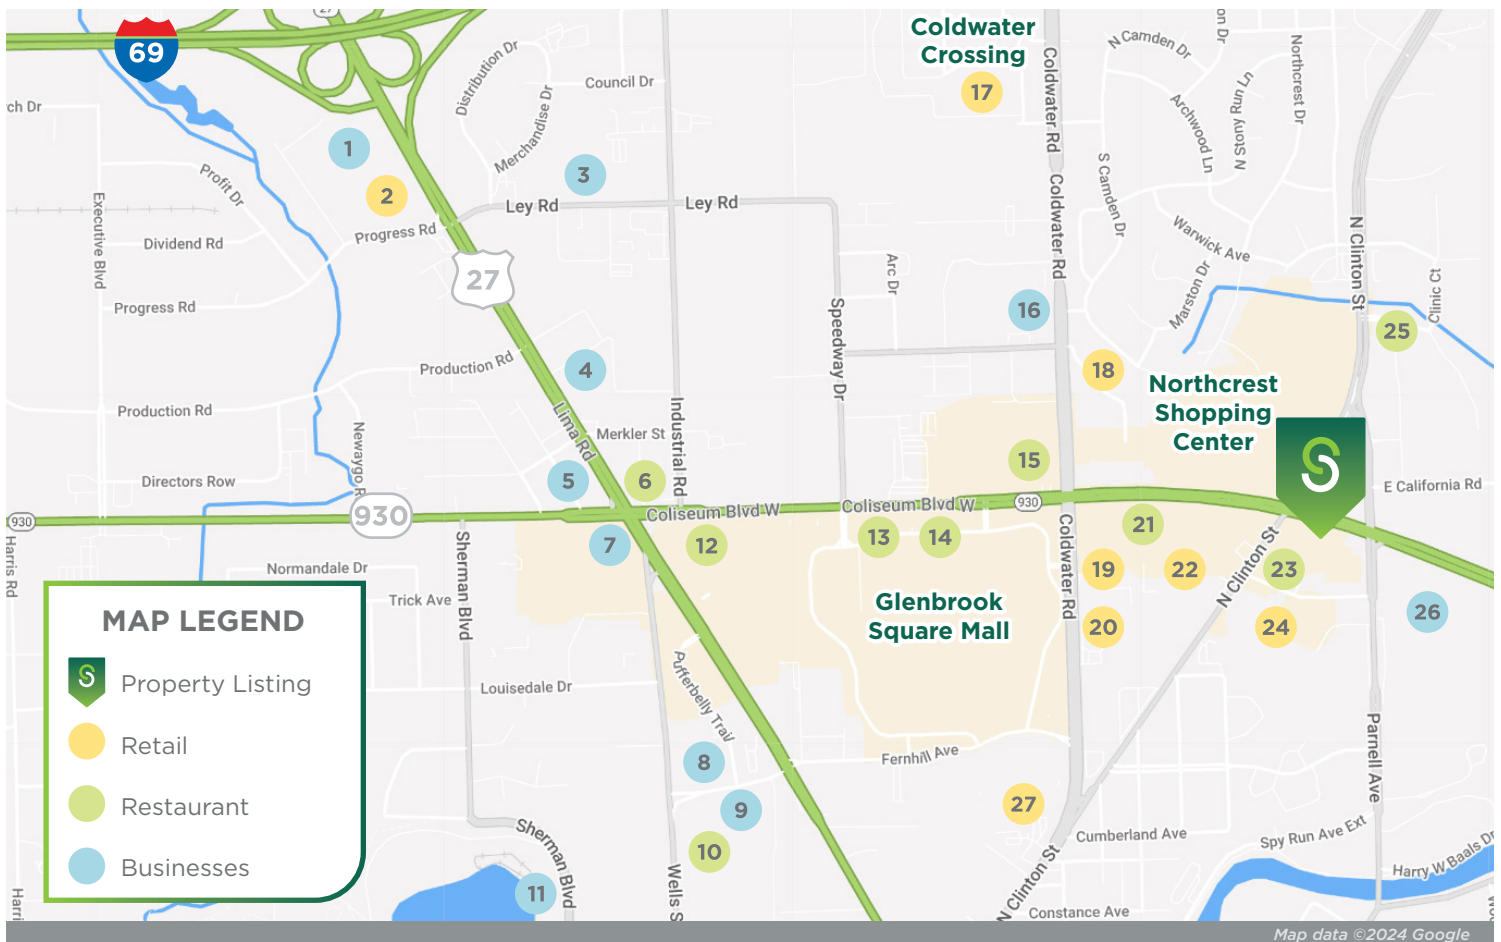 27
69
Coldwater
Crossing
17
Coldwater Rd
N Camden Dr
on Dr
Northcrest Dr
N Stony Run Ln
Archwood Ln
Distribution Dr
Council Dr
Merchandise Dr
rch Dr
1
2
3
Profit Dr
Executive Blvd
Ley Rd
Ley Rd
Progress Rd
Dividend Rd
27
Coldwater Rd
S Camden Dr
Warwick Ave
Marston Dr
N Clinton St
Clinic Ct
Arc Dr
16
25
Progress Rd
Speedway Dr
Production Rd
4
18
Northcrest
Shopping
Center
Production Rd
Lima Rd
Merkler St
Industrial Rd
Newaygo R
15
Directors Row
5
6
E California Rd
930
930
Coliseum Blvd W
Coliseum Blvd W
930
Harris Rd
Sherman Blvd
7
12
13
14
Coldwater Rd
21
N Clinton St
Normandale Dr
19
22
23
Trick Ave
Glenbrook
Square Mall
20
24
26
MAP LEGEND
Property Listing
Retail
Restaurant
Businesses
Louisedale Dr
Pufferbelly Trail
8
Fernhill Ave
Parnell Ave
9
27
10
Cumberland Ave
Spy Run Ave Ext
Harry W Baals Dr
Sherman Blvd
11
Wells S
N Clinton St
Constance Ave
Harri
Map data ©2024 Google